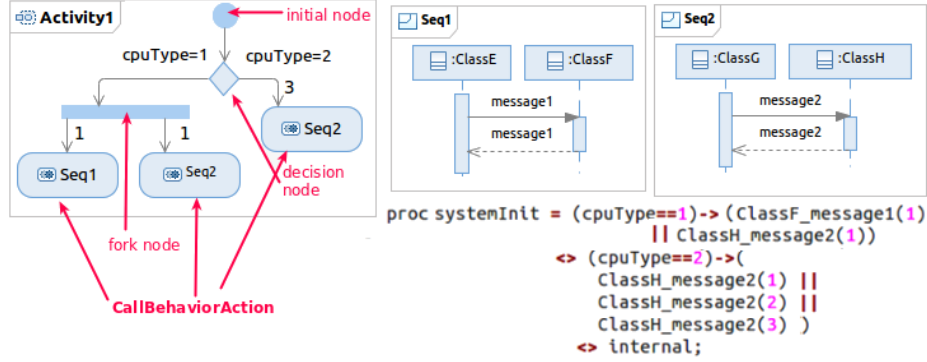 Activity1
initial node
cpuType=1
cpuType=2
3
1
1
Seq2
Seq1
Seq2
decision
node
fork node
CallBehaviorAction
Seq1
:ClassE
:ClassF
message1
message1
Seq2
:ClassG
:ClassH
message2
message2
proc systemInit = (cpuType==1)-> (ClassF_message1(1)
|| ClassH_message2(1))
<> (cpuType==2)->(
ClassH_message2(1) ||
ClassH_message2(2) ||
ClassH_message2(3) )
<> internal;